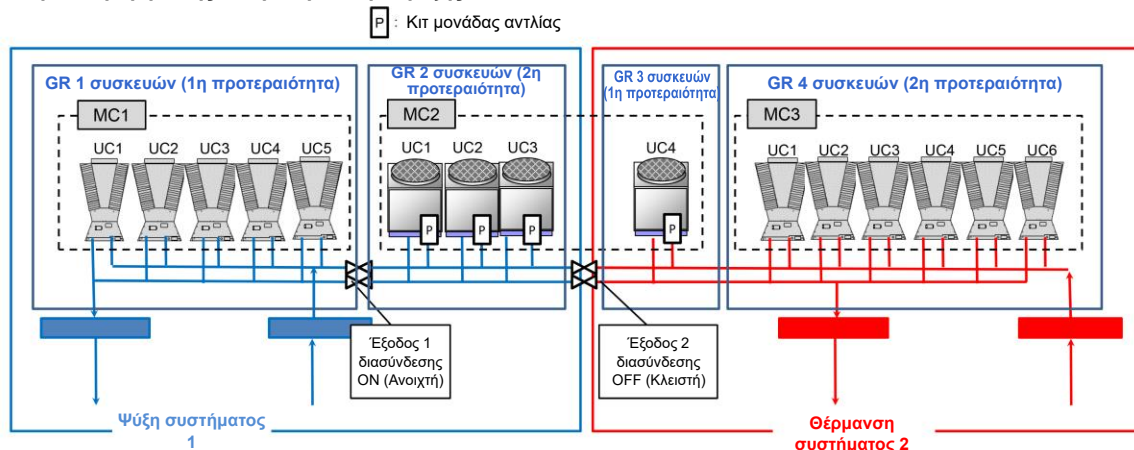 P : Κιτ μονάδας αντλίας
GR 1 συσκευών (1η προτεραιότητα)
MC1
UC1 UC2 UC3 UC4 UC5
GR 2 συσκευών (2η
προτεραιότητα)
MC2
UC1 UC2 UC3
P P P
GR 3 συσκευών
(1η προτεραιότητα)
UC4
P
GR 4 συσκευών (2η προτεραιότητα)
MC3
UC1 UC2 UC3 UC4 UC5 UC6
Έξοδος 1
διασύνδεσης
ON (Ανοιχτή)
Έξοδος 2
διασύνδεσης
OFF (Κλειστή)
Ψύξη συστήματος
1
Θέρμανση
συστήματος 2